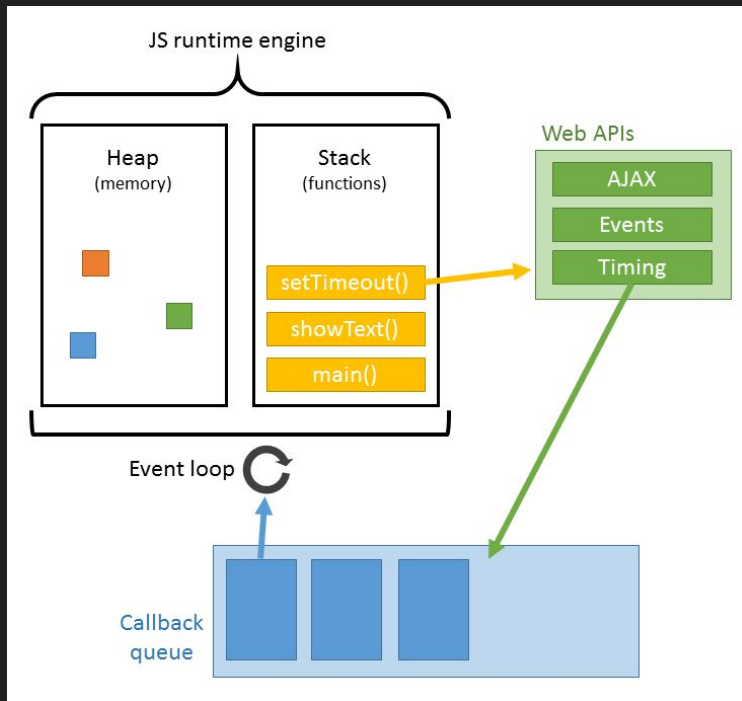 JS runtime engine
Heap
(memory)
Stack
(functions)
setTimeout()
showText()
main()
Web APIs
AJAX
Events
Timing
Event loop
Callback
queue